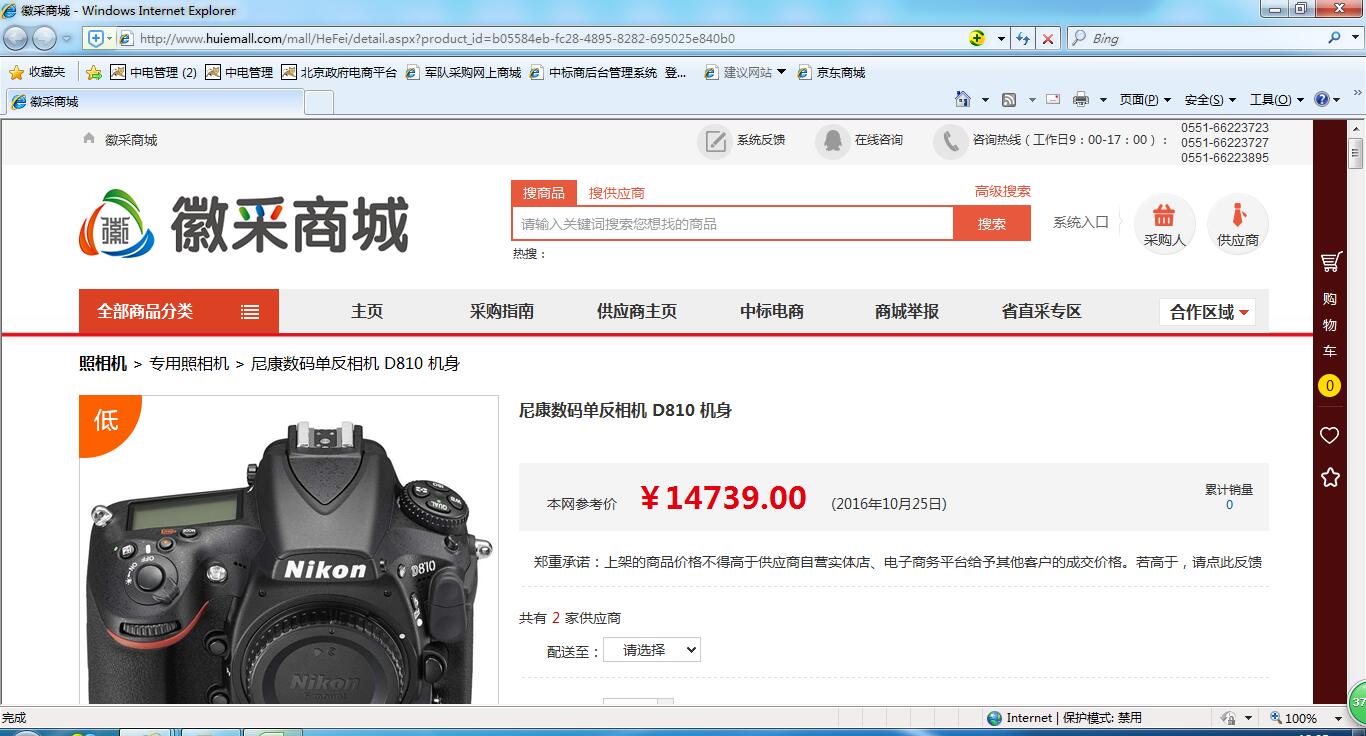 徽采商城 - Windows Internet Explorer
http://www.huiemall.com/mall/HeFei/detail.aspx?product_id=b05584eb-fc28-4895-8282-695025e840b0
Bing
收藏夹 中电管理 (2) 中电管理 北京政府电商平台 军队采购网上商城 中标商后台管理系统 登... 建议网站 京东商城
徽采商城
页面(P) 安全(S) 工具(O)
徽采商城
系统反馈 在线咨询 咨询热线（工作日9：00-17：00）：
0551-66223723
0551-66223727
0551-66223895
徽采商城
搜商品 搜供应商 高级搜索
请输入关键词搜索您想找的商品 搜索
热搜：
系统入口 采购人 供应商
全部商品分类 主页 采购指南 供应商主页 中标电商 商城举报 省直采专区 合作区域
照相机 > 专用照相机 > 尼康数码单反相机 D810 机身
低
Nikon D810
Nikon
尼康数码单反相机 D810 机身
本网参考价 ￥14739.00 (2016年10月25日)
累计销量
0
郑重承诺：上架的商品价格不得高于供应商自营实体店、电子商务平台给予其他客户的成交价格。若高于，请点此反馈
共有 2 家供应商
配送至： 请选择
购
物
车
0
37
完成 Internet | 保护模式: 禁用 100%